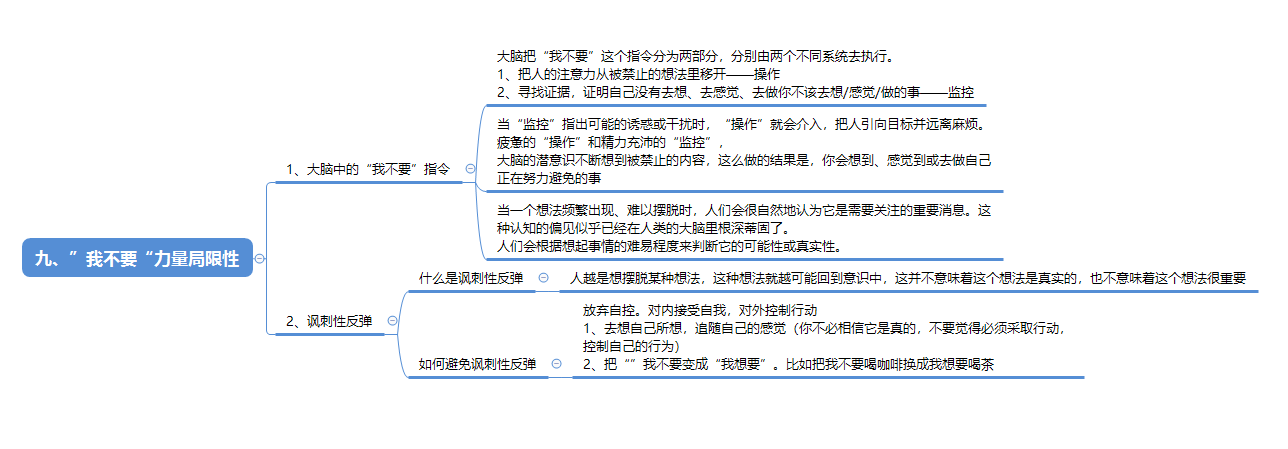 九、”我不要“力量局限性
1、大脑中的“我不要”指令
大脑把“我不要”这个指令分为两部分，分别由两个不同系统去执行。
1、把人的注意力从被禁止的想法里移开——操作
2、寻找证据，证明自己没有去想、去感觉、去做你不该去想/感觉/做的事——监控
当“监控”指出可能的诱惑或干扰时，“操作”就会介入，把人引向目标并远离麻烦。
疲惫的“操作”和精力充沛的“监控”，
大脑的潜意识不断想到被禁止的内容，这么做的结果是，你会想到、感觉到或去做自己
正在努力避免的事
当一个想法频繁出现、难以摆脱时，人们会很自然地认为它是需要关注的重要消息。这
种认知的偏见似乎已经在人类的大脑里根深蒂固了。
人们会根据想起事情的难易程度来判断它的可能性或真实性。
2、讽刺性反弹
什么是讽刺性反弹
人越是想摆脱某种想法，这种想法就越可能回到意识中，这并不意味着这个想法是真实的，也不意味着这个想法很重要
如何避免讽刺性反弹
放弃自控。对内接受自我，对外控制行动
1、去想自己所想，追随自己的感觉（你不必相信它是真的，不要觉得必须采取行动，
控制自己的行为）
2、把“”我不要变成“我想要”。比如把我不要喝咖啡换成我想要喝茶